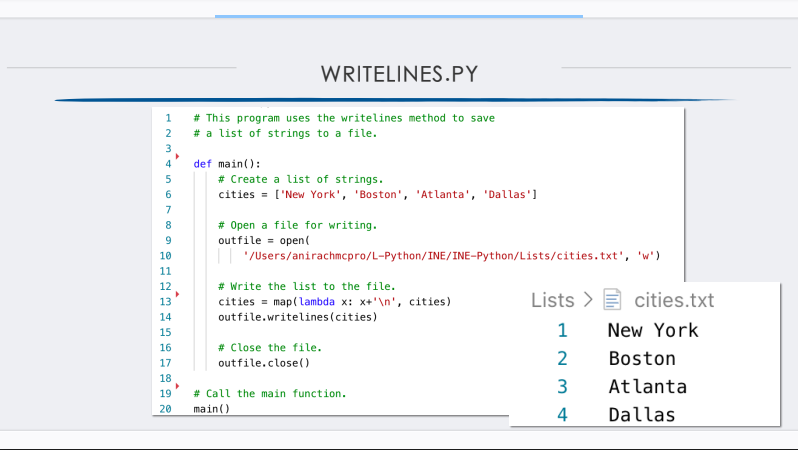 WRITELINES.PY
1 # This program uses the writelines method to save
2 # a list of strings to a file.
3
4 def main():
5 # Create a list of strings.
6 cities = ['New York', 'Boston', 'Atlanta', 'Dallas']
7
8 # Open a file for writing.
9 outfile = open(
10 '/Users/anirachmcpro/L-Python/INE/INE-Python/Lists/cities.txt', 'w')
11
12 # Write the list to the file.
13 cities = map(lambda x: x+'\n', cities)
14 outfile.writelines(cities)
15
16 # Close the file.
17 outfile.close()
18
19 # Call the main function.
20 main()
Lists > cities.txt
1 New York
2 Boston
3 Atlanta
4 Dallas